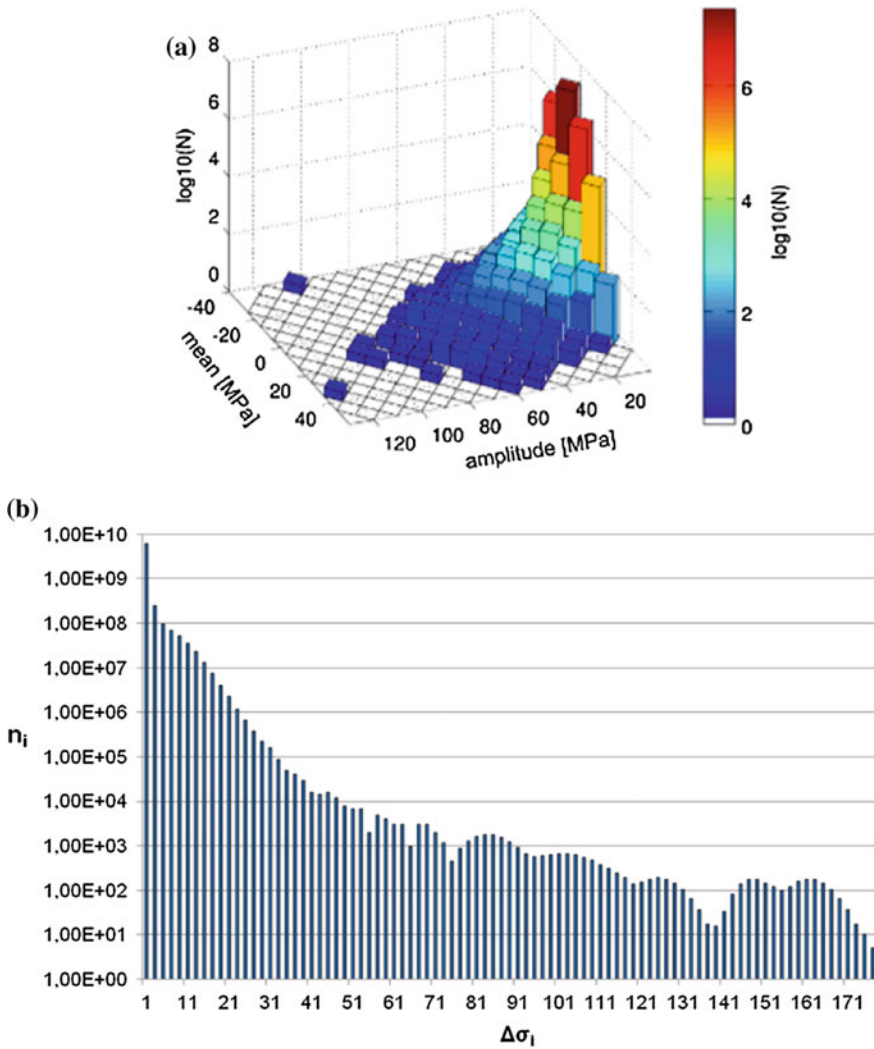 (a)
8
6
4
2
0
log10(N)
-40
-20
0
20
40
mean [MPa]
120 100 80 60 40 20
amplitude [MPa]
6
4
2
0
log10(N)
(b)
1,00E+10
1,00E+09
1,00E+08
1,00E+07
1,00E+06
1,00E+05
1,00E+04
1,00E+03
1,00E+02
1,00E+01
1,00E+00
nᵢ
1 11 21 31 41 51 61 71 81 91 101 111 121 131 141 151 161 171
Δσᵢ